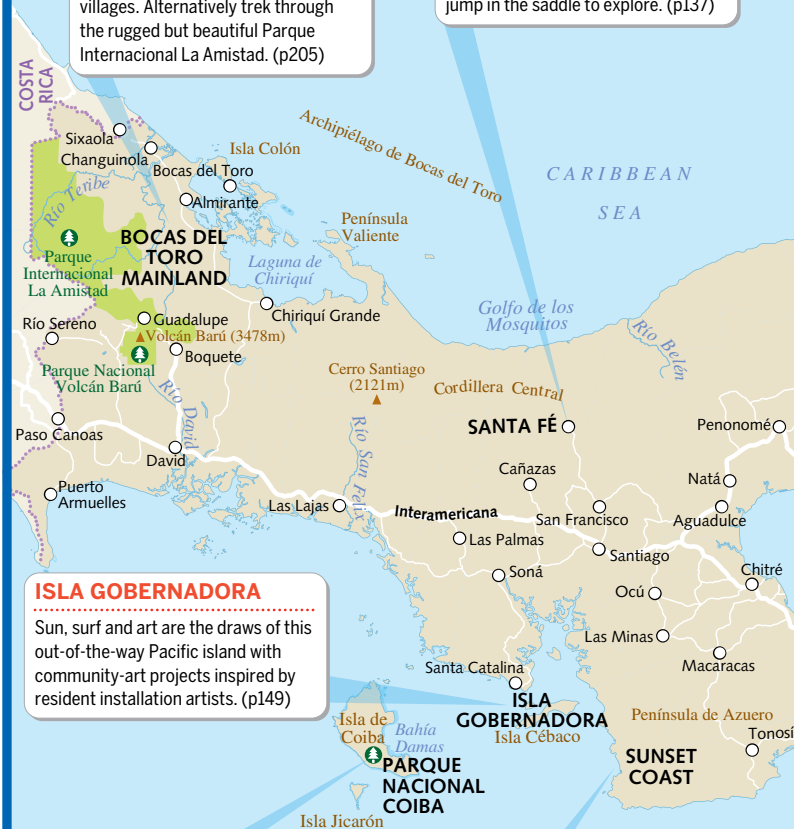 villages. Alternatively trek through
the rugged but beautiful Parque
Internacional La Amistad. (p205)
jump in the saddle to explore. (p137)
COSTA
RICA
Sixaola
Changuinola
Isla Colón
Bocas del Toro
Almirante
Archipiélago de Bocas del Toro
CARIBBEAN
SEA
Río Teribe
Península
Valiente
BOCAS DEL
TORO
MAINLAND
Parque
Internacional
La Amistad
Laguna de
Chiriquí
Guadalupe
Chiriquí Grande
Golfo de los
Mosquitos
Río Belén
Río Sereno
Volcán Barú (3478m)
Boquete
Parque Nacional
Volcán Barú
Cerro Santiago
(2121m)
Cordillera Central
Río David
Río San Felix
SANTA FÉ
Penonomé
Paso Canoas
David
Cañazas
Natá
Puerto
Armuelles
Las Lajas
Interamericana
San Francisco
Aguadulce
Las Palmas
Santiago
Soná
Chitré
Ocú
ISLA GOBERNADORA
Sun, surf and art are the draws of this
out-of-the-way Pacific island with
community-art projects inspired by
resident installation artists. (p149)
Las Minas
Macaracas
Santa Catalina
ISLA
GOBERNADORA
Isla Cébaco
Península de Azuero
Tonosí
Isla de
Coiba
Bahía
Damas
PARQUE
NACIONAL
COIBA
SUNSET
COAST
Isla Jicarón